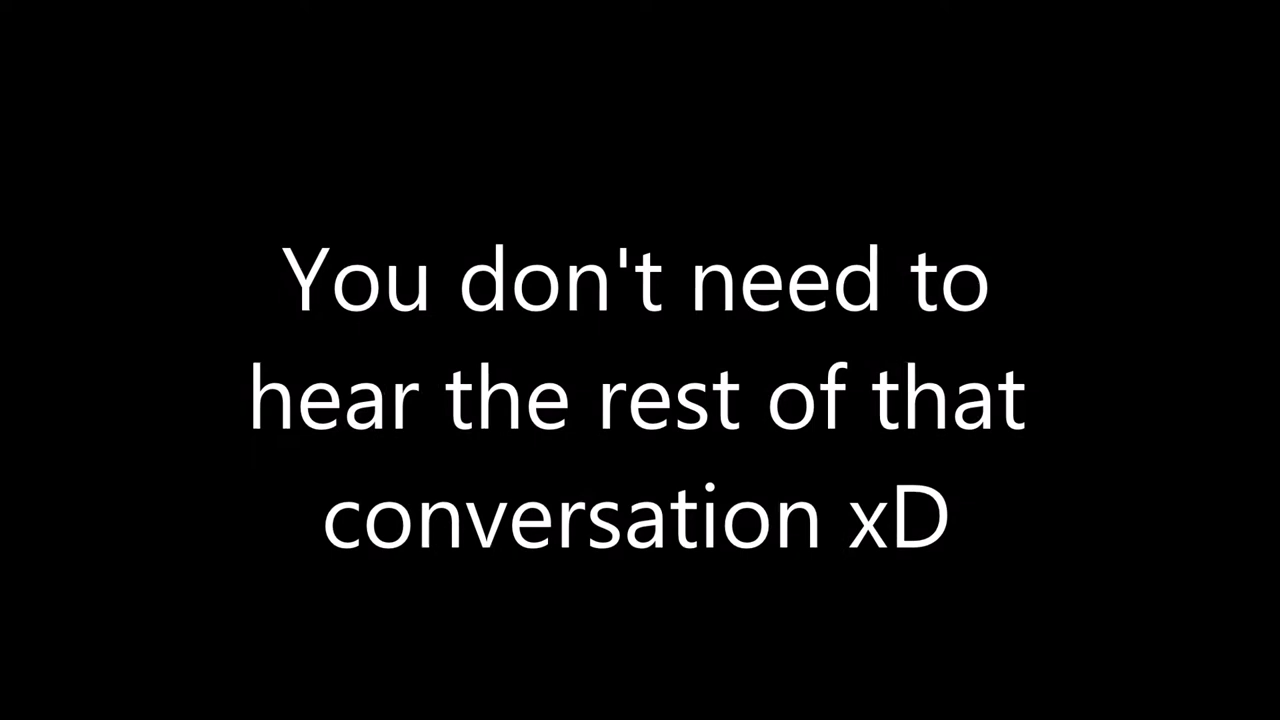 You don't need to
hear the rest of that
conversation xD